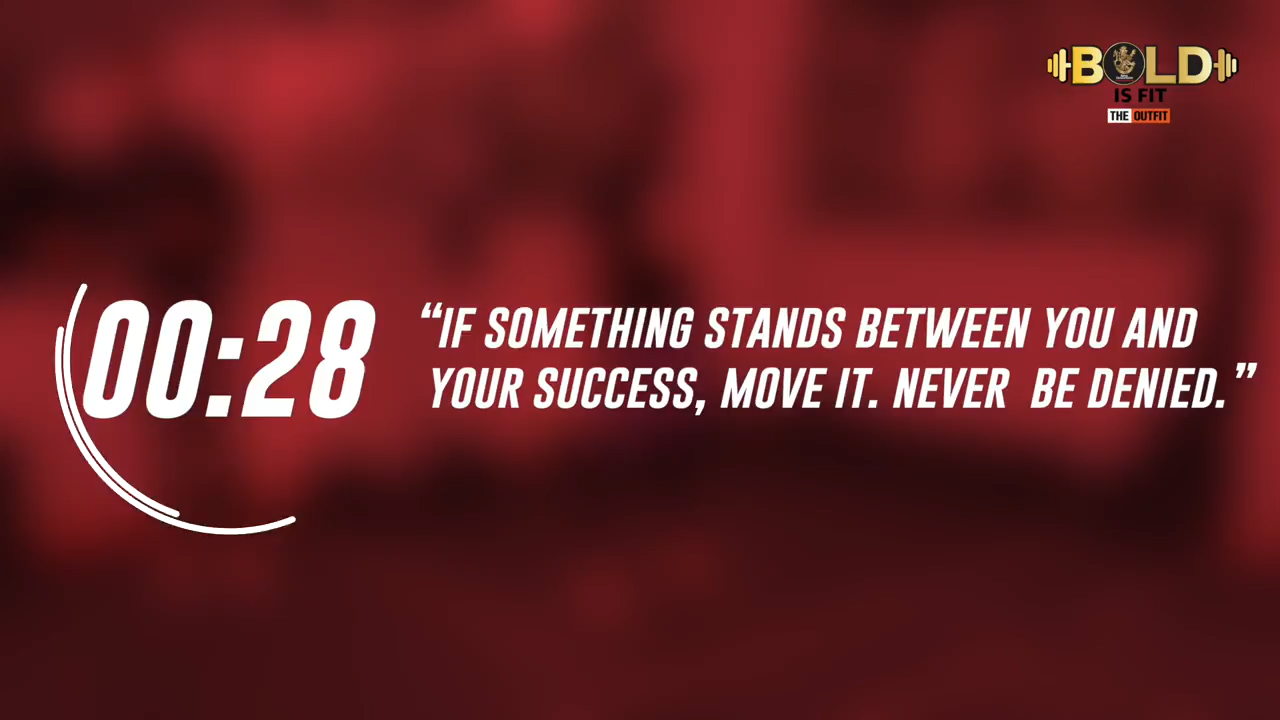 BOLD
IS FIT
THE OUTFIT
00:28
“IF SOMETHING STANDS BETWEEN YOU AND
YOUR SUCCESS, MOVE IT. NEVER BE DENIED.”